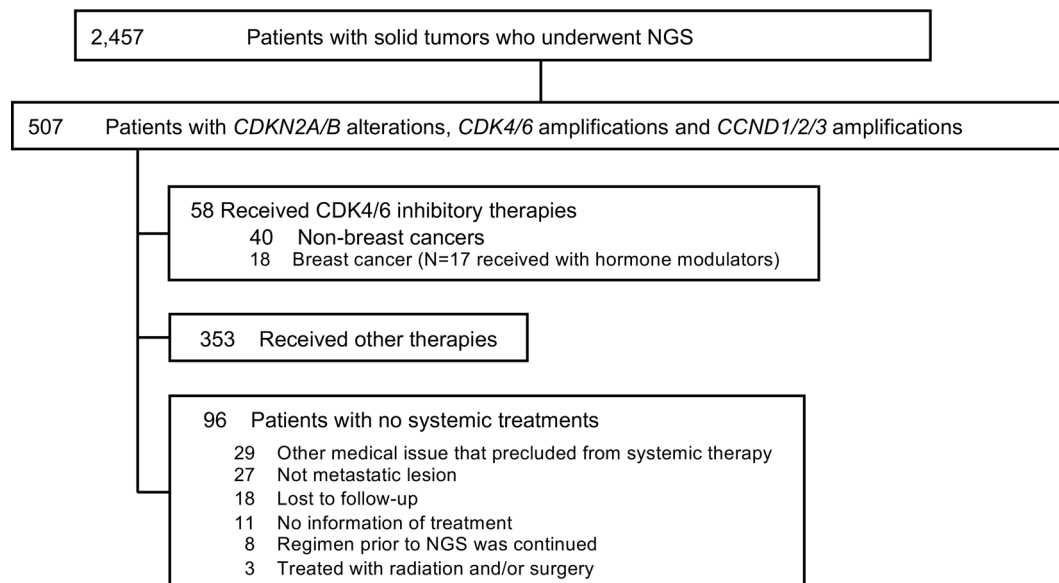 2,457 Patients with solid tumors who underwent NGS
507 Patients with CDKN2A/B alterations, CDK4/6 amplifications and CCND1/2/3 amplifications
58 Received CDK4/6 inhibitory therapies
40 Non-breast cancers
18 Breast cancer (N=17 received with hormone modulators)
353 Received other therapies
96 Patients with no systemic treatments
29 Other medical issue that precluded from systemic therapy
27 Not metastatic lesion
18 Lost to follow-up
11 No information of treatment
8 Regimen prior to NGS was continued
3 Treated with radiation and/or surgery